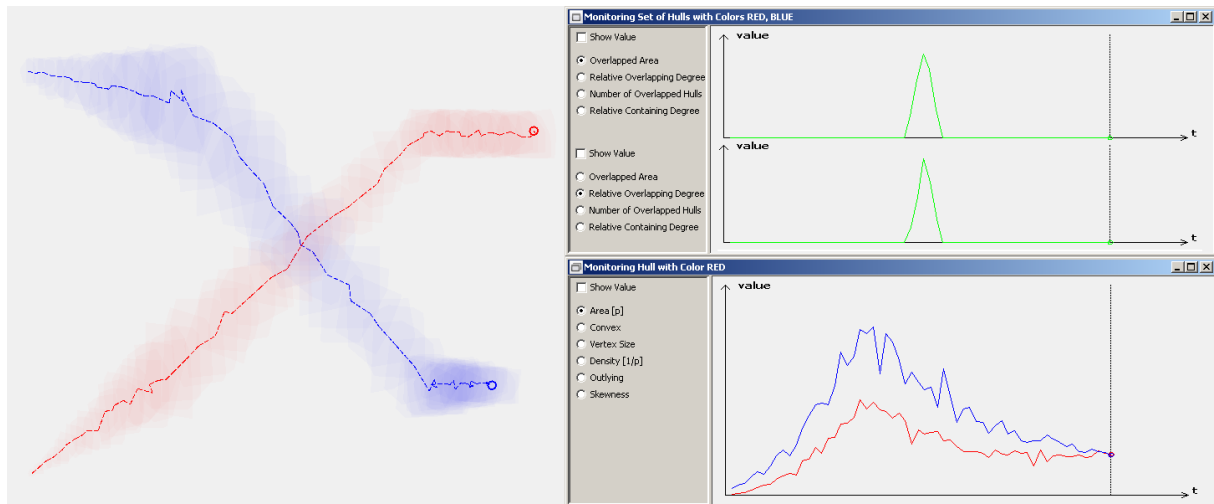 Monitoring Set of Hulls with Colors RED, BLUE
Show Value
Overlapped Area
Relative Overlapping Degree
Number of Overlapped Hulls
Relative Containing Degree
value
t
Show Value
Overlapped Area
Relative Overlapping Degree
Number of Overlapped Hulls
Relative Containing Degree
value
t
Monitoring Hull with Color RED
Show Value
Area [p]
Convex
Vertex Size
Density [1/p]
Outlying
Skewness
value
t